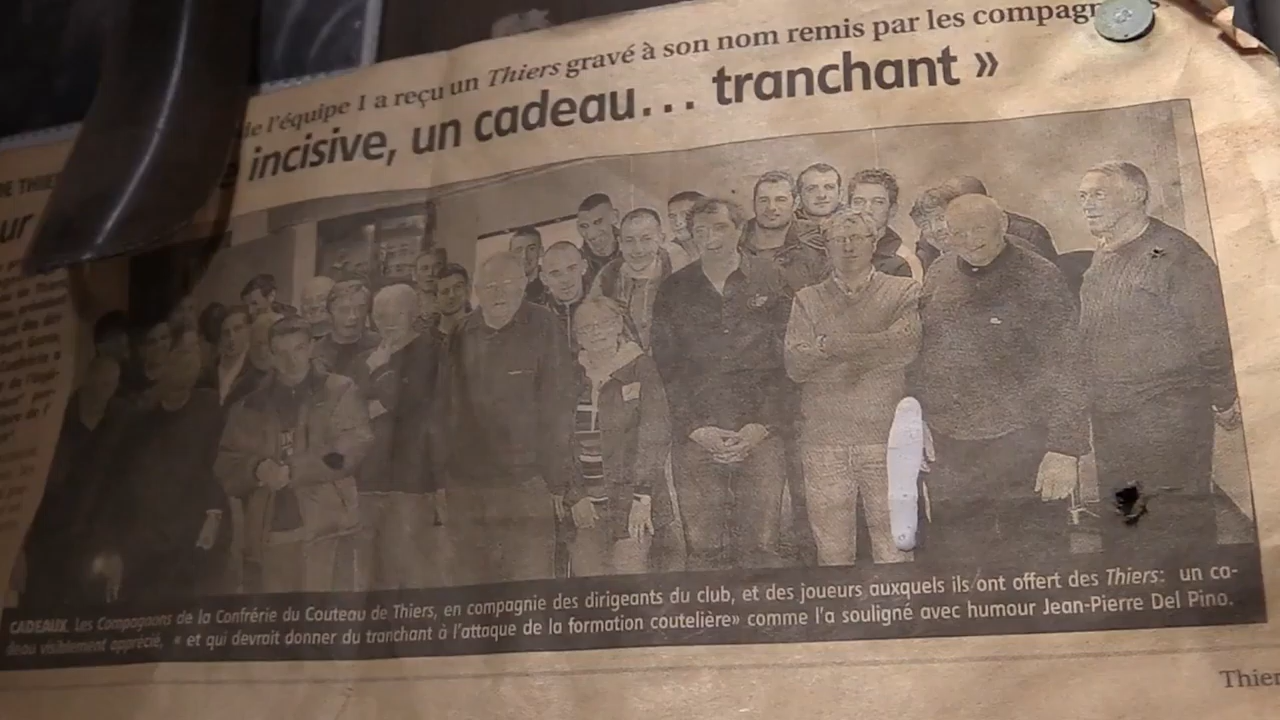 de l'équipe I a reçu un Thiers gravé à son nom remis par les
incisive, un cadeau... tranchant »
CADEAUX. Les Compagnons de la Confrérie du Couteau de Thiers, en compagnie des dirigeants du club, et des joueurs auxquels ils ont offert des Thiers: un ca-
deau visiblement apprécié, « et qui devrait donner du tranchant à l'attaque de la formation coutelière» comme l'a souligné avec humour Jean-Pierre Del Pino.
Thier